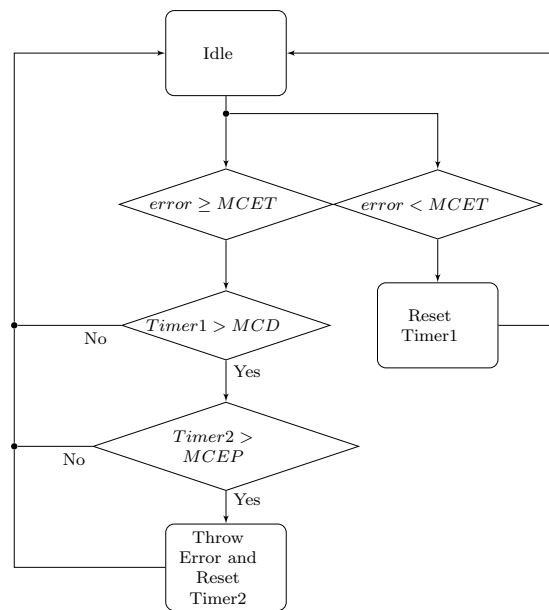 Idle
error ≥ MCET
error < MCET
Timer1 > MCD
No
Yes
Reset
Timer1
Timer2 >
MCEP
No
Yes
Throw
Error and
Reset
Timer2